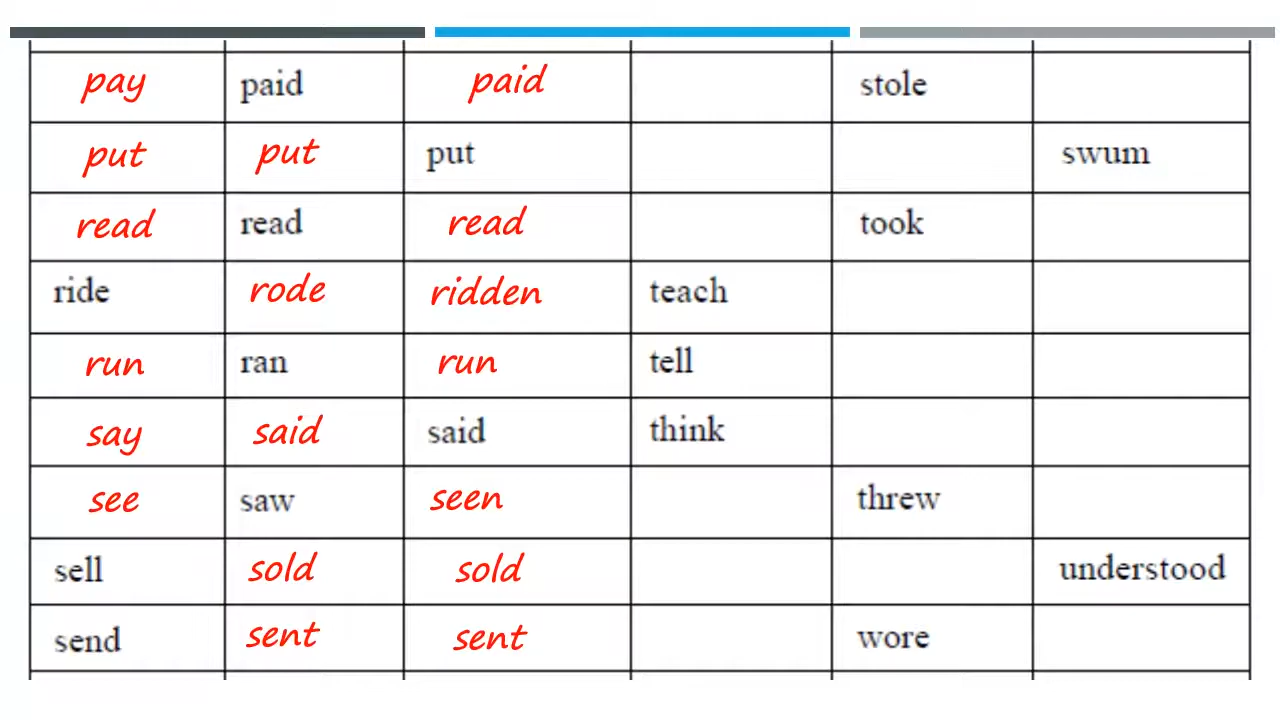 pay paid paid stole
put put put swum
read read read took
ride rode ridden teach
run ran run tell
say said said think
see saw seen threw
sell sold sold understood
send sent sent wore